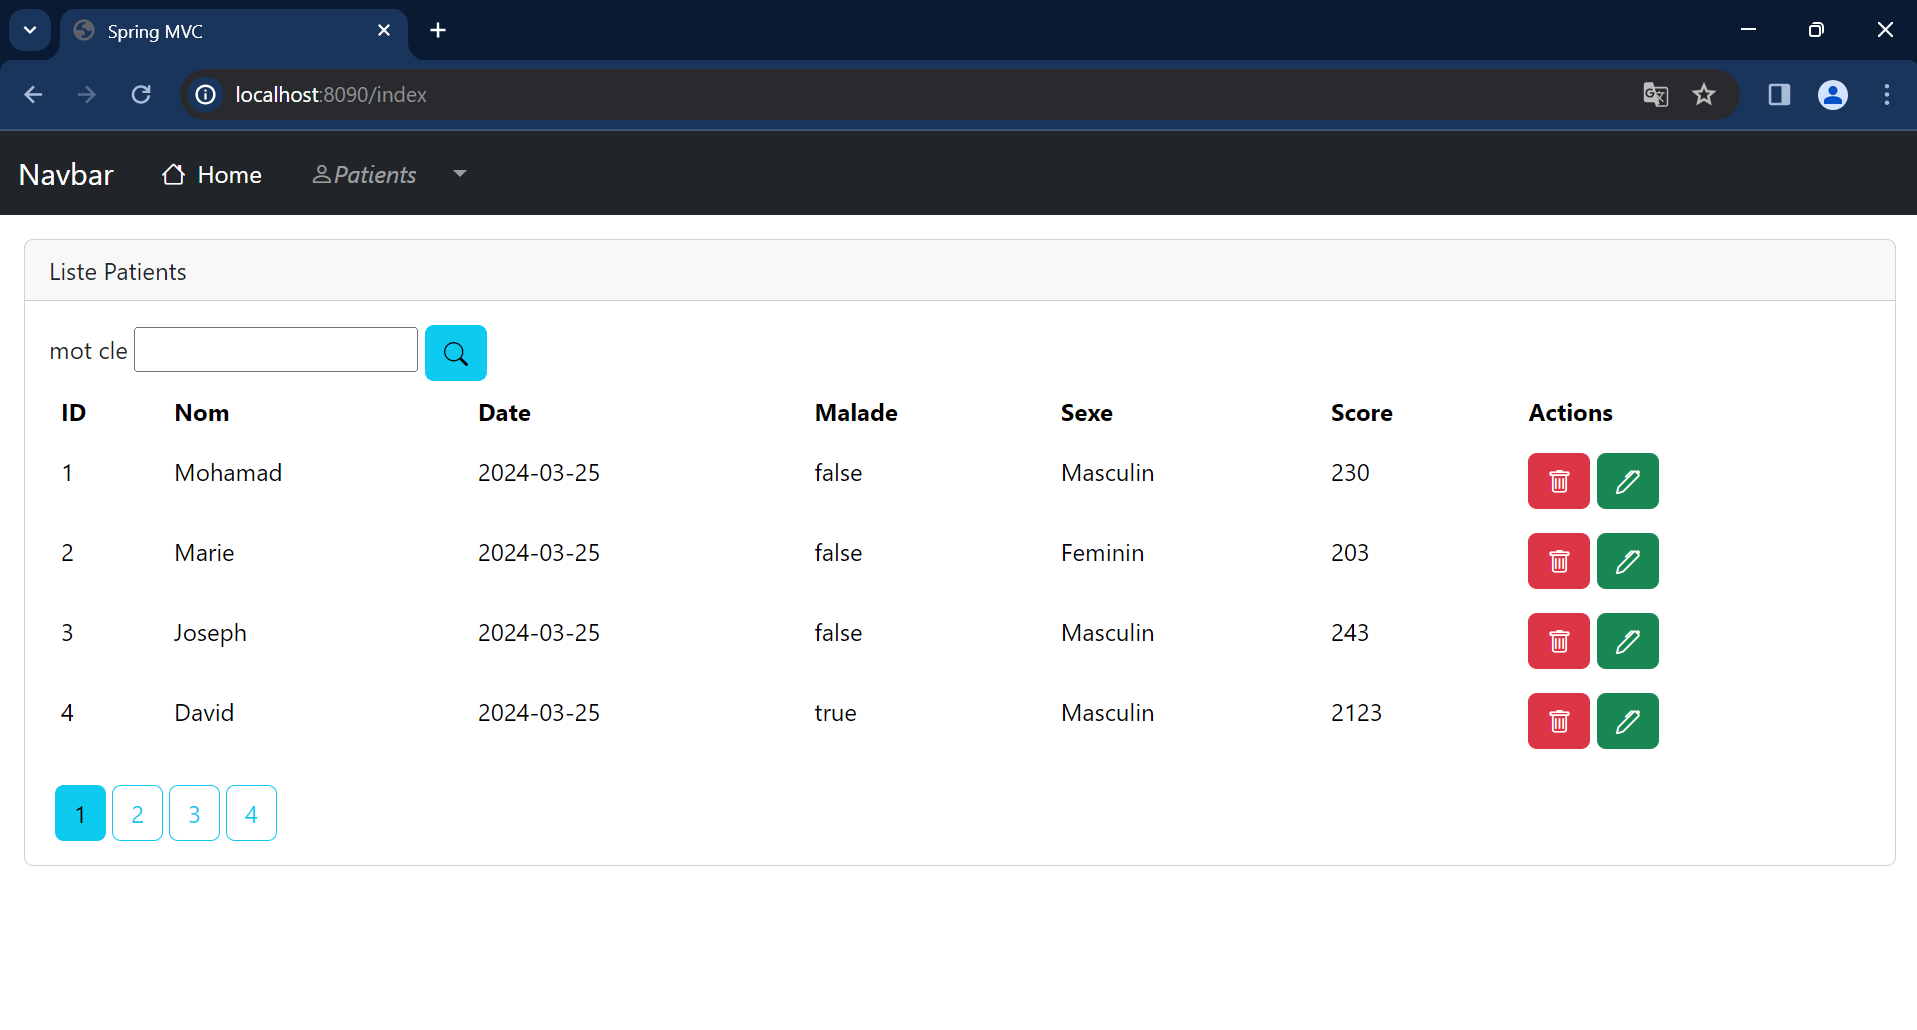 Spring MVC
localhost:8090/index
Navbar Home Patients
Liste Patients
mot cle
ID Nom Date Malade Sexe Score Actions
1 Mohamad 2024-03-25 false Masculin 230
2 Marie 2024-03-25 false Feminin 203
3 Joseph 2024-03-25 false Masculin 243
4 David 2024-03-25 true Masculin 2123
1 2 3 4